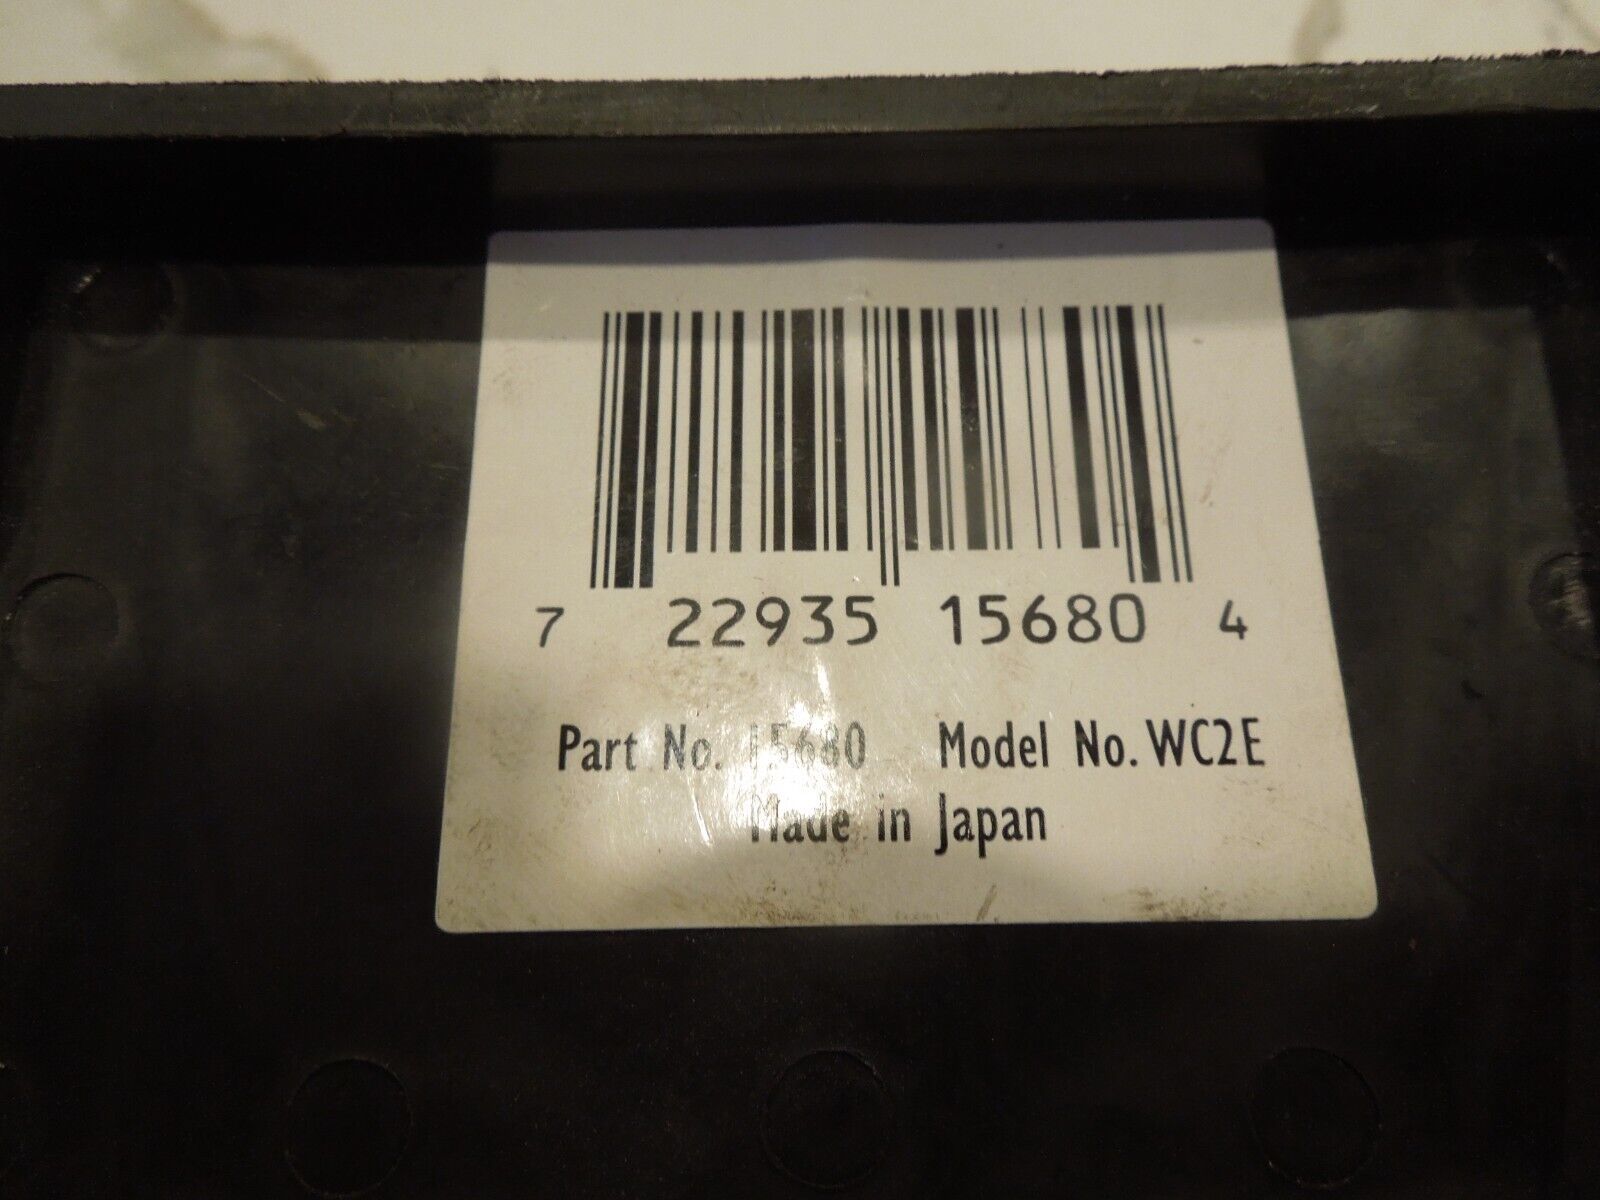 7 22935 15680 4
Part No. 15680 Model No. WC2E
Made in Japan